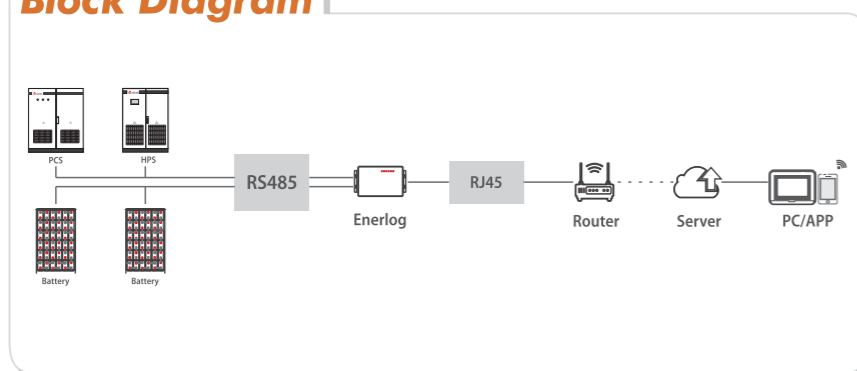 Block Diagram
PCS
HPS
RS485
RJ45
Enerlog
Router
Server
PC/APP
Battery
Battery